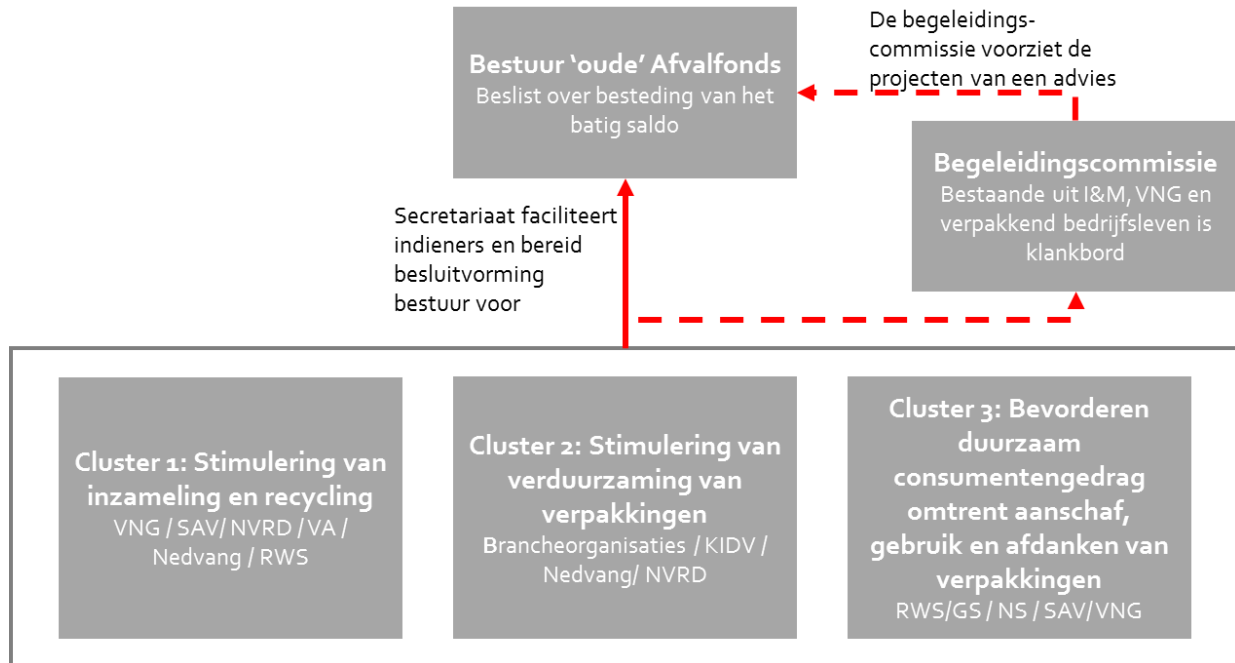 Bestuur ‘oude’ Afvalfonds
Beslist over besteding van het
batig saldo
De begeleidings-
commissie voorziet de
projecten van een advies
Begeleidingscommissie
Bestaande uit I&M, VNG en
verpakkend bedrijfsleven is
klankbord
Secretariaat faciliteert
indieners en bereid
besluitvorming
bestuur voor
Cluster 1: Stimulering van
inzameling en recycling
VNG / SAV/ NVRD / VA /
Nedvang / RWS
Cluster 2: Stimulering van
verduurzaming van
verpakkingen
Brancheorganisaties / KIDV /
Nedvang/ NVRD
Cluster 3: Bevorderen
duurzaam
consumentengedrag
omtrent aanschaf,
gebruik en afdanken van
verpakkingen
RWS/GS / NS / SAV/VNG